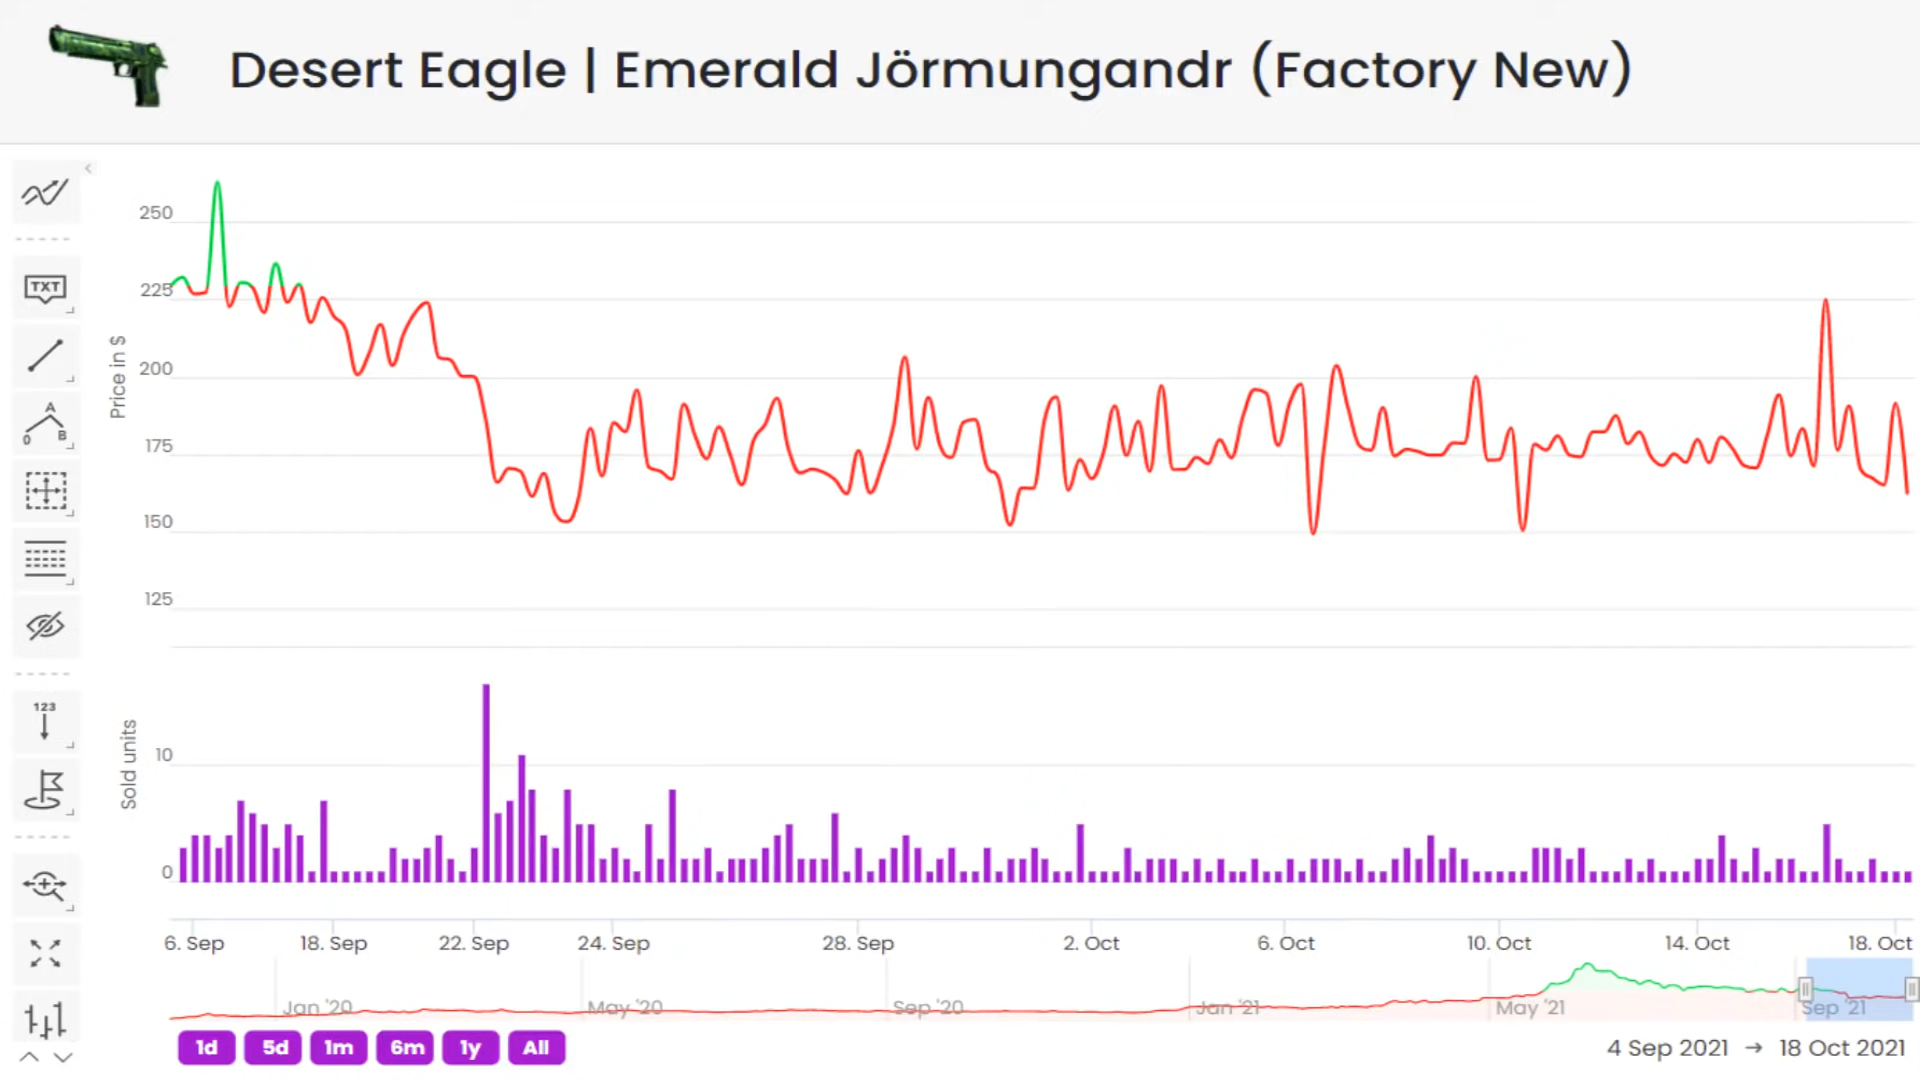 Desert Eagle | Emerald Jörmungandr (Factory New)
TXT
A
0 B
123
Price in $
250
225
200
175
150
125
Sold units
10
0
6. Sep 18. Sep 22. Sep 24. Sep 28. Sep 2. Oct 6. Oct 10. Oct 14. Oct 18. Oct
Jan '20 May '20 Sep '20 Jan '21 May '21 Sep '21
1d 5d 1m 6m 1y All
4 Sep 2021 → 18 Oct 2021